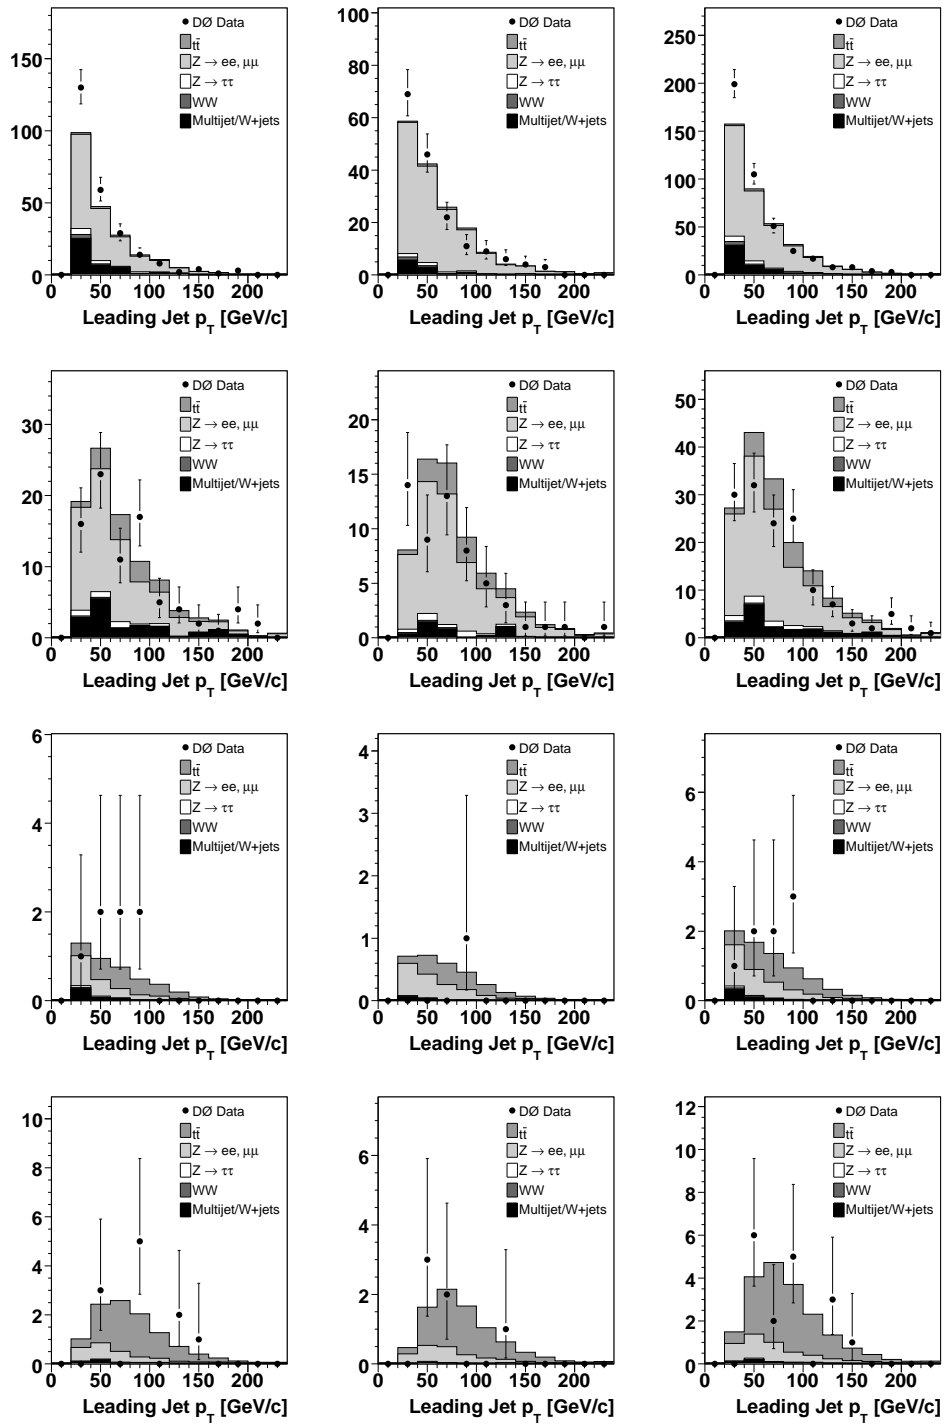 150
100
50
0
DØ Data
tt̄
Z → ee, μμ
Z → ττ
WW
Multijet/W+jets
0 50 100 150 200
Leading Jet p_T [GeV/c]
100
80
60
40
20
0
DØ Data
tt̄
Z → ee, μμ
Z → ττ
WW
Multijet/W+jets
0 50 100 150 200
Leading Jet p_T [GeV/c]
250
200
150
100
50
0
DØ Data
tt̄
Z → ee, μμ
Z → ττ
WW
Multijet/W+jets
0 50 100 150 200
Leading Jet p_T [GeV/c]
30
20
10
0
DØ Data
tt̄
Z → ee, μμ
Z → ττ
WW
Multijet/W+jets
0 50 100 150 200
Leading Jet p_T [GeV/c]
20
15
10
5
0
DØ Data
tt̄
Z → ee, μμ
Z → ττ
WW
Multijet/W+jets
0 50 100 150 200
Leading Jet p_T [GeV/c]
50
40
30
20
10
0
DØ Data
tt̄
Z → ee, μμ
Z → ττ
WW
Multijet/W+jets
0 50 100 150 200
Leading Jet p_T [GeV/c]
6
4
2
0
DØ Data
tt̄
Z → ee, μμ
Z → ττ
WW
Multijet/W+jets
0 50 100 150 200
Leading Jet p_T [GeV/c]
4
3
2
1
0
DØ Data
tt̄
Z → ee, μμ
Z → ττ
WW
Multijet/W+jets
0 50 100 150 200
Leading Jet p_T [GeV/c]
6
4
2
0
DØ Data
tt̄
Z → ee, μμ
Z → ττ
WW
Multijet/W+jets
0 50 100 150 200
Leading Jet p_T [GeV/c]
10
8
6
4
2
0
DØ Data
tt̄
Z → ee, μμ
Z → ττ
WW
Multijet/W+jets
0 50 100 150 200
Leading Jet p_T [GeV/c]
6
4
2
0
DØ Data
tt̄
Z → ee, μμ
Z → ττ
WW
Multijet/W+jets
0 50 100 150 200
Leading Jet p_T [GeV/c]
12
10
8
6
4
2
0
DØ Data
tt̄
Z → ee, μμ
Z → ττ
WW
Multijet/W+jets
0 50 100 150 200
Leading Jet p_T [GeV/c]